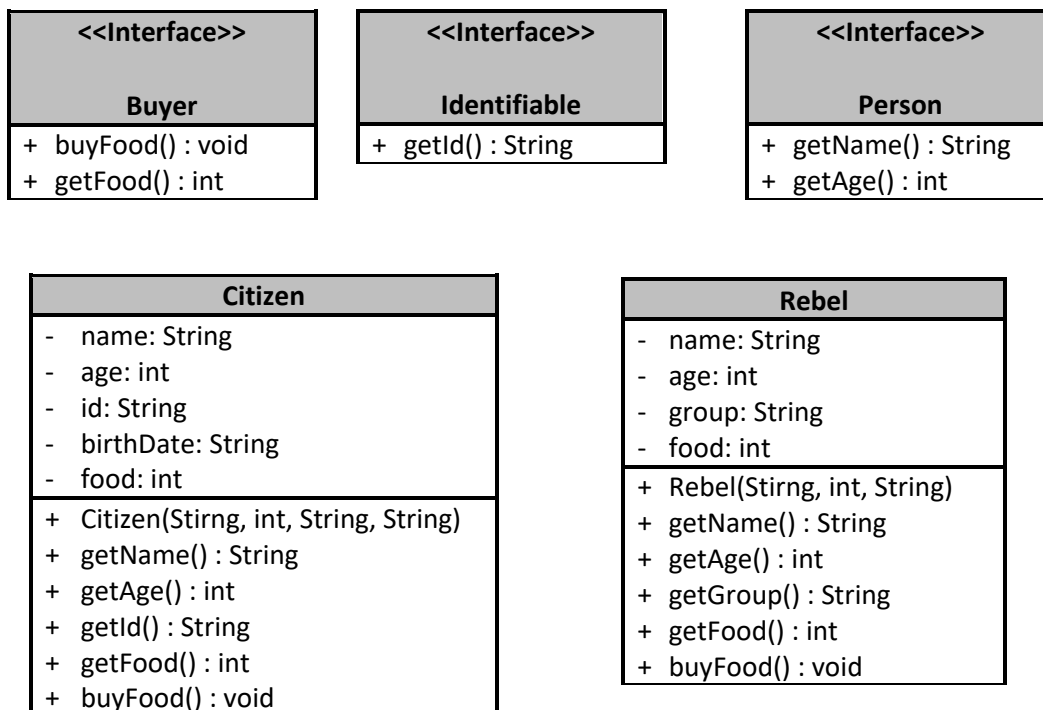 <<Interface>>
Buyer
+ buyFood() : void
+ getFood() : int
<<Interface>>
Identifiable
+ getId() : String
<<Interface>>
Person
+ getName() : String
+ getAge() : int
Citizen
- name: String
- age: int
- id: String
- birthDate: String
- food: int
+ Citizen(Stirng, int, String, String)
+ getName() : String
+ getAge() : int
+ getId() : String
+ getFood() : int
+ buyFood() : void
Rebel
- name: String
- age: int
- group: String
- food: int
+ Rebel(Stirng, int, String)
+ getName() : String
+ getAge() : int
+ getGroup() : String
+ getFood() : int
+ buyFood() : void